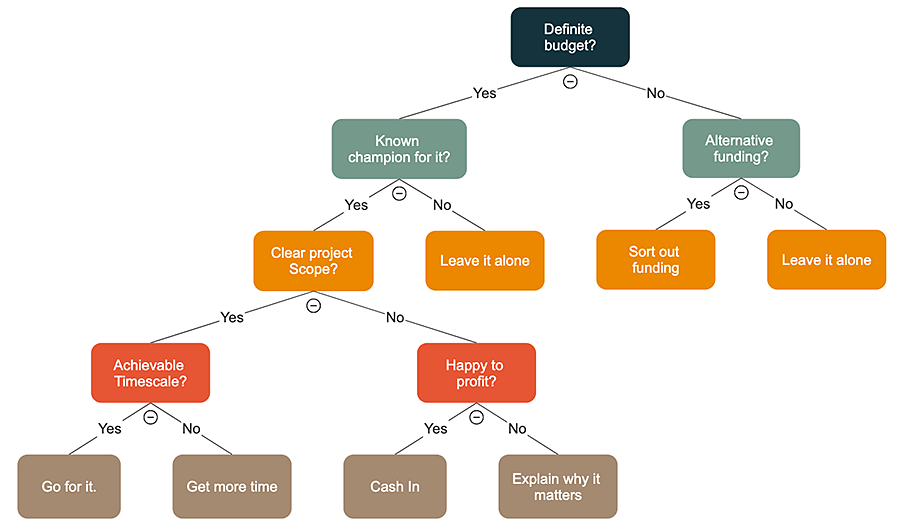 Definite
budget?
Yes
No
Known
champion for it?
Alternative
funding?
Yes
No
Yes
No
Clear project
Scope?
Leave it alone
Sort out
funding
Leave it alone
Yes
No
Achievable
Timescale?
Happy to
profit?
Yes
No
Yes
No
Go for it.
Get more time
Cash In
Explain why it
matters